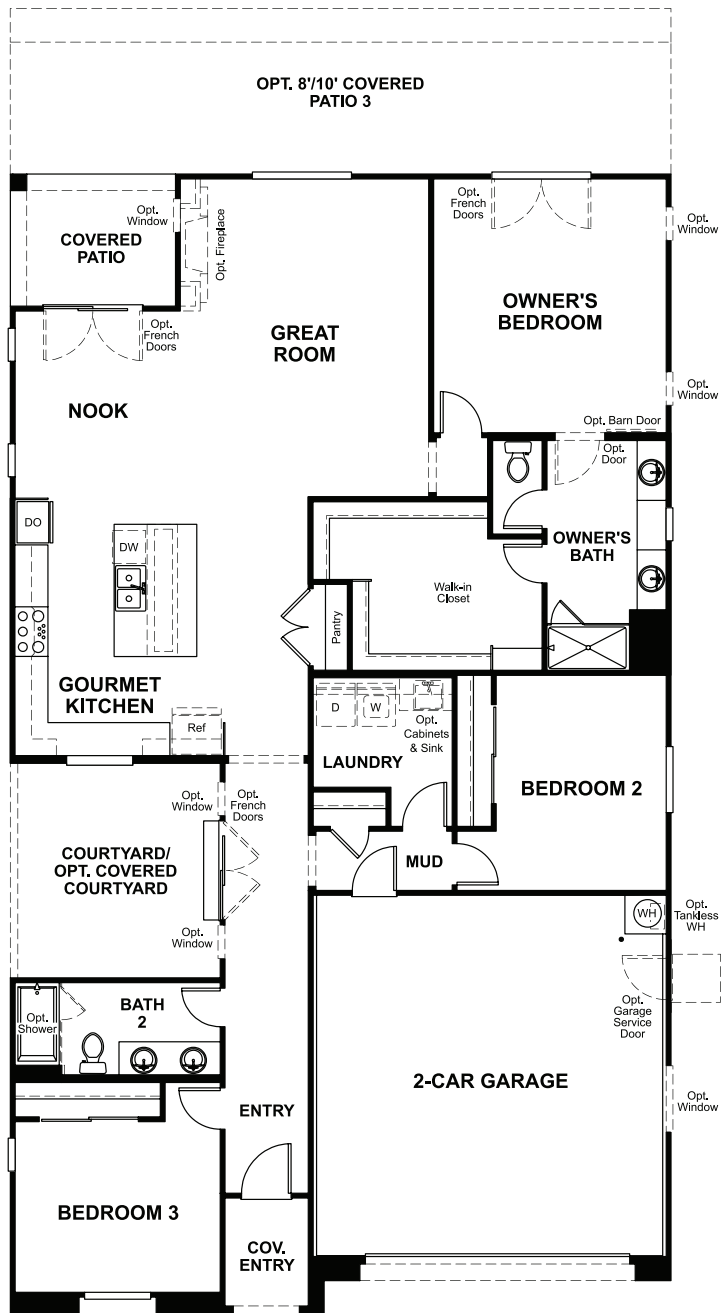 OPT. 8'/10' COVERED
PATIO 3
Opt.
Window
COVERED
PATIO
Opt. Fireplace
Opt.
French
Doors
Opt.
Window
OWNER'S
BEDROOM
GREAT
ROOM
Opt.
French
Doors
NOOK
Opt.
Window
Opt. Barn Door
Opt.
Door
DO
DW
OWNER'S
BATH
Walk-in
Closet
Pantry
GOURMET
KITCHEN
Ref
D
W
Opt.
Cabinets
& Sink
LAUNDRY
BEDROOM 2
Opt.
Window
Opt.
French
Doors
COURTYARD/
OPT. COVERED
COURTYARD
MUD
Opt.
Window
WH
Opt.
Tankless
WH
Opt.
Garage
Service
Door
Opt.
Shower
BATH
2
2-CAR GARAGE
Opt.
Window
ENTRY
BEDROOM 3
COV.
ENTRY